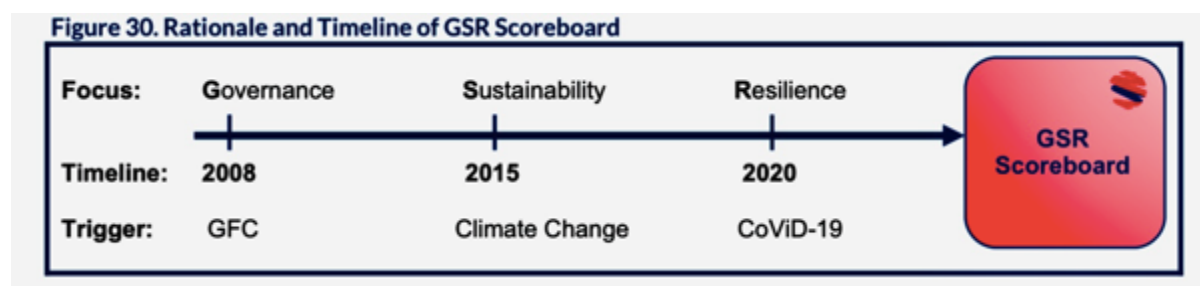 Figure 30. Rationale and Timeline of GSR Scoreboard
Focus: Governance Sustainability Resilience
GSR
Scoreboard
Timeline: 2008 2015 2020
Trigger: GFC Climate Change CoViD-19